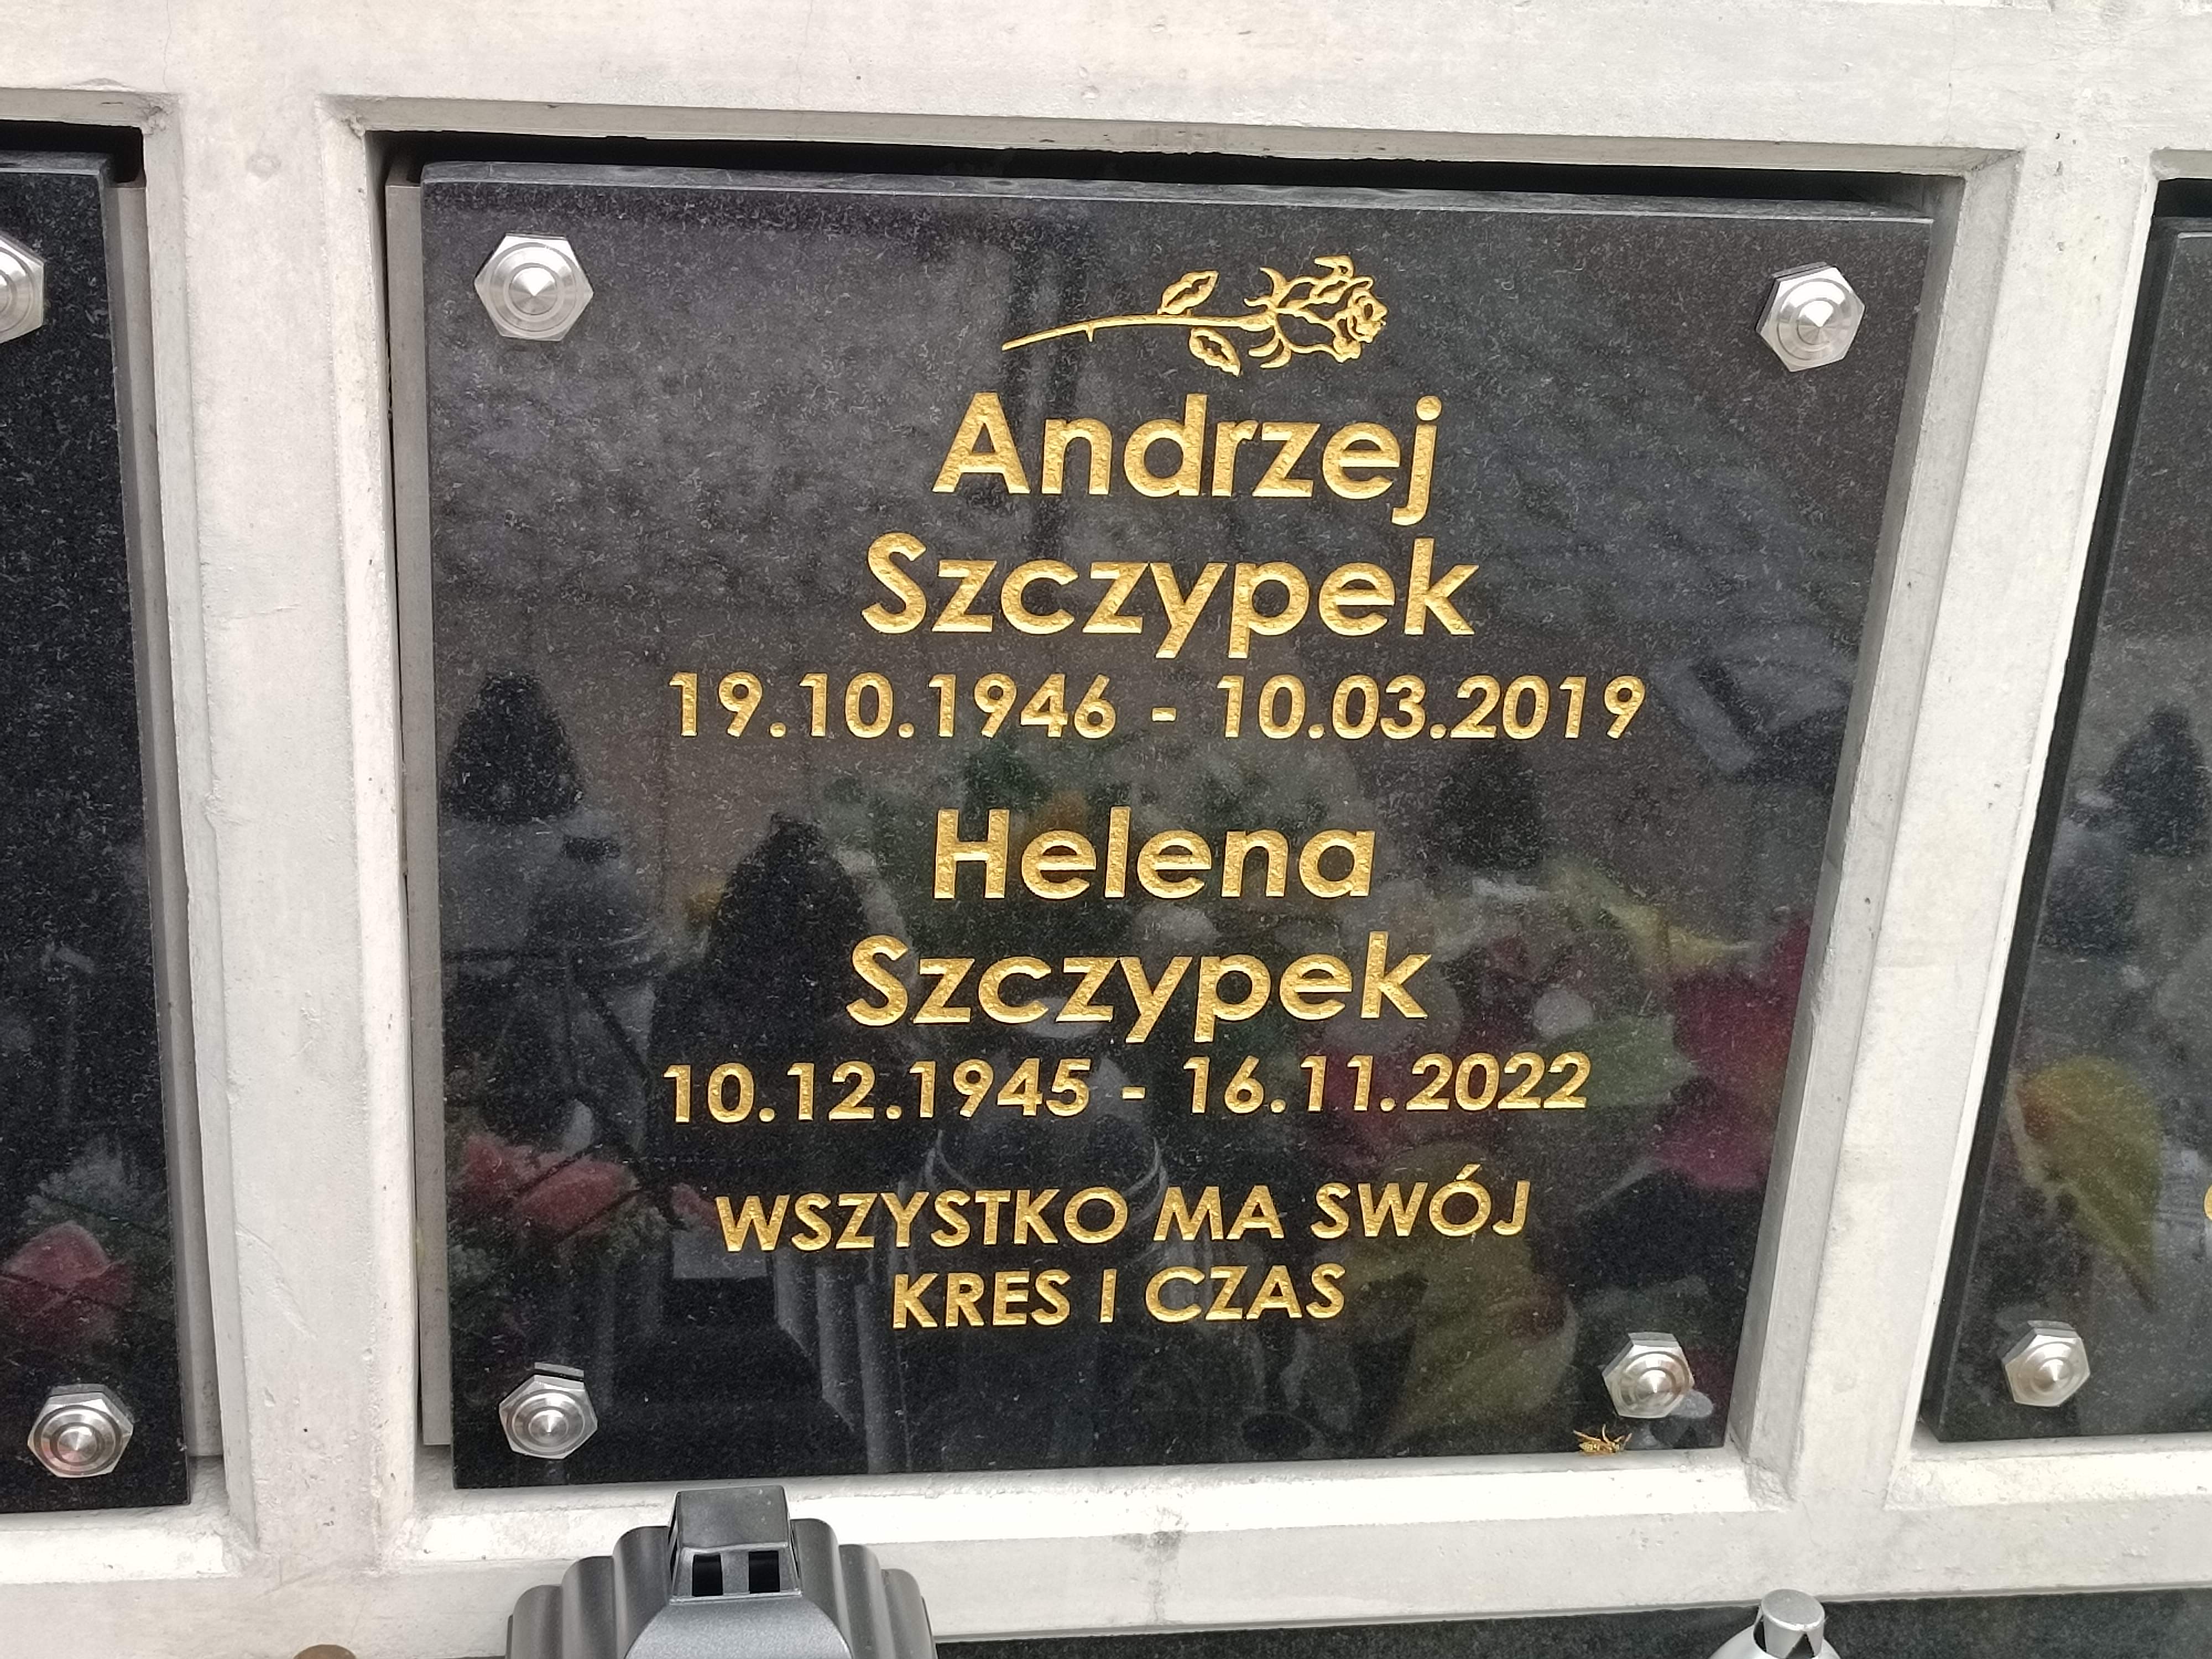 Andrzej
Szczypek
19.10.1946 - 10.03.2019
Helena
Szczypek
10.12.1945 - 16.11.2022
WSZYSTKO MA SWÓJ
KRES I CZAS